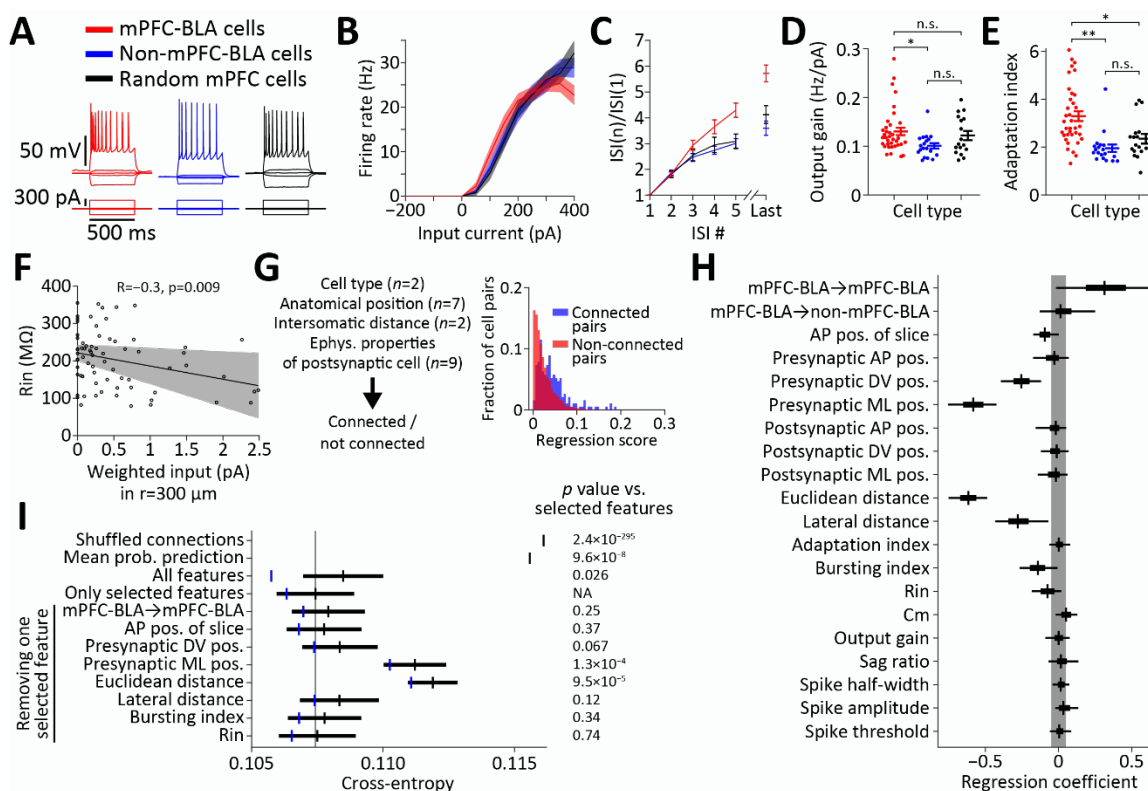 A
mPFC-BLA cells
Non-mPFC-BLA cells
Random mPFC cells
50 mV
300 pA
500 ms
B
Firing rate (Hz)
30
20
10
0
−200
0
200
400
Input current (pA)
C
ISI(n)/ISI(1)
7
6
5
4
3
2
1
1
2
3
4
5
Last
ISI #
D
n.s.
*
n.s.
Output gain (Hz/pA)
0.3
0.2
0.1
0
Cell type
E
*
**
n.s.
Adaptation index
6
4
2
0
Cell type
F
R=−0.3, p=0.009
Rin (MΩ)
400
300
200
100
0
0
0.5
1
1.5
2
2.5
Weighted input (pA)
in r=300 μm
G
Cell type (n=2)
Anatomical position (n=7)
Intersomatic distance (n=2)
Ephys. properties
of postsynaptic cell (n=9)
Connected /
not connected
Fraction of cell pairs
0.2
0.1
0
Connected
pairs
Non-connected
pairs
0
0.1
0.2
0.3
Regression score
H
mPFC-BLA→mPFC-BLA
mPFC-BLA→non-mPFC-BLA
AP pos. of slice
Presynaptic AP pos.
Presynaptic DV pos.
Presynaptic ML pos.
Postsynaptic AP pos.
Postsynaptic DV pos.
Postsynaptic ML pos.
Euclidean distance
Lateral distance
Adaptation index
Bursting index
Rin
Cm
Output gain
Sag ratio
Spike half-width
Spike amplitude
Spike threshold
−0.5
0
0.5
Regression coefficient
I
p value vs.
selected features
Shuffled connections 2.4×10−295
Mean prob. prediction 9.6×10−8
All features 0.026
Only selected features NA
Removing one
selected feature
mPFC-BLA→mPFC-BLA 0.25
AP pos. of slice 0.37
Presynaptic DV pos. 0.067
Presynaptic ML pos. 1.3×10−4
Euclidean distance 9.5×10−5
Lateral distance 0.12
Bursting index 0.34
Rin 0.74
0.105
0.110
0.115
Cross-entropy